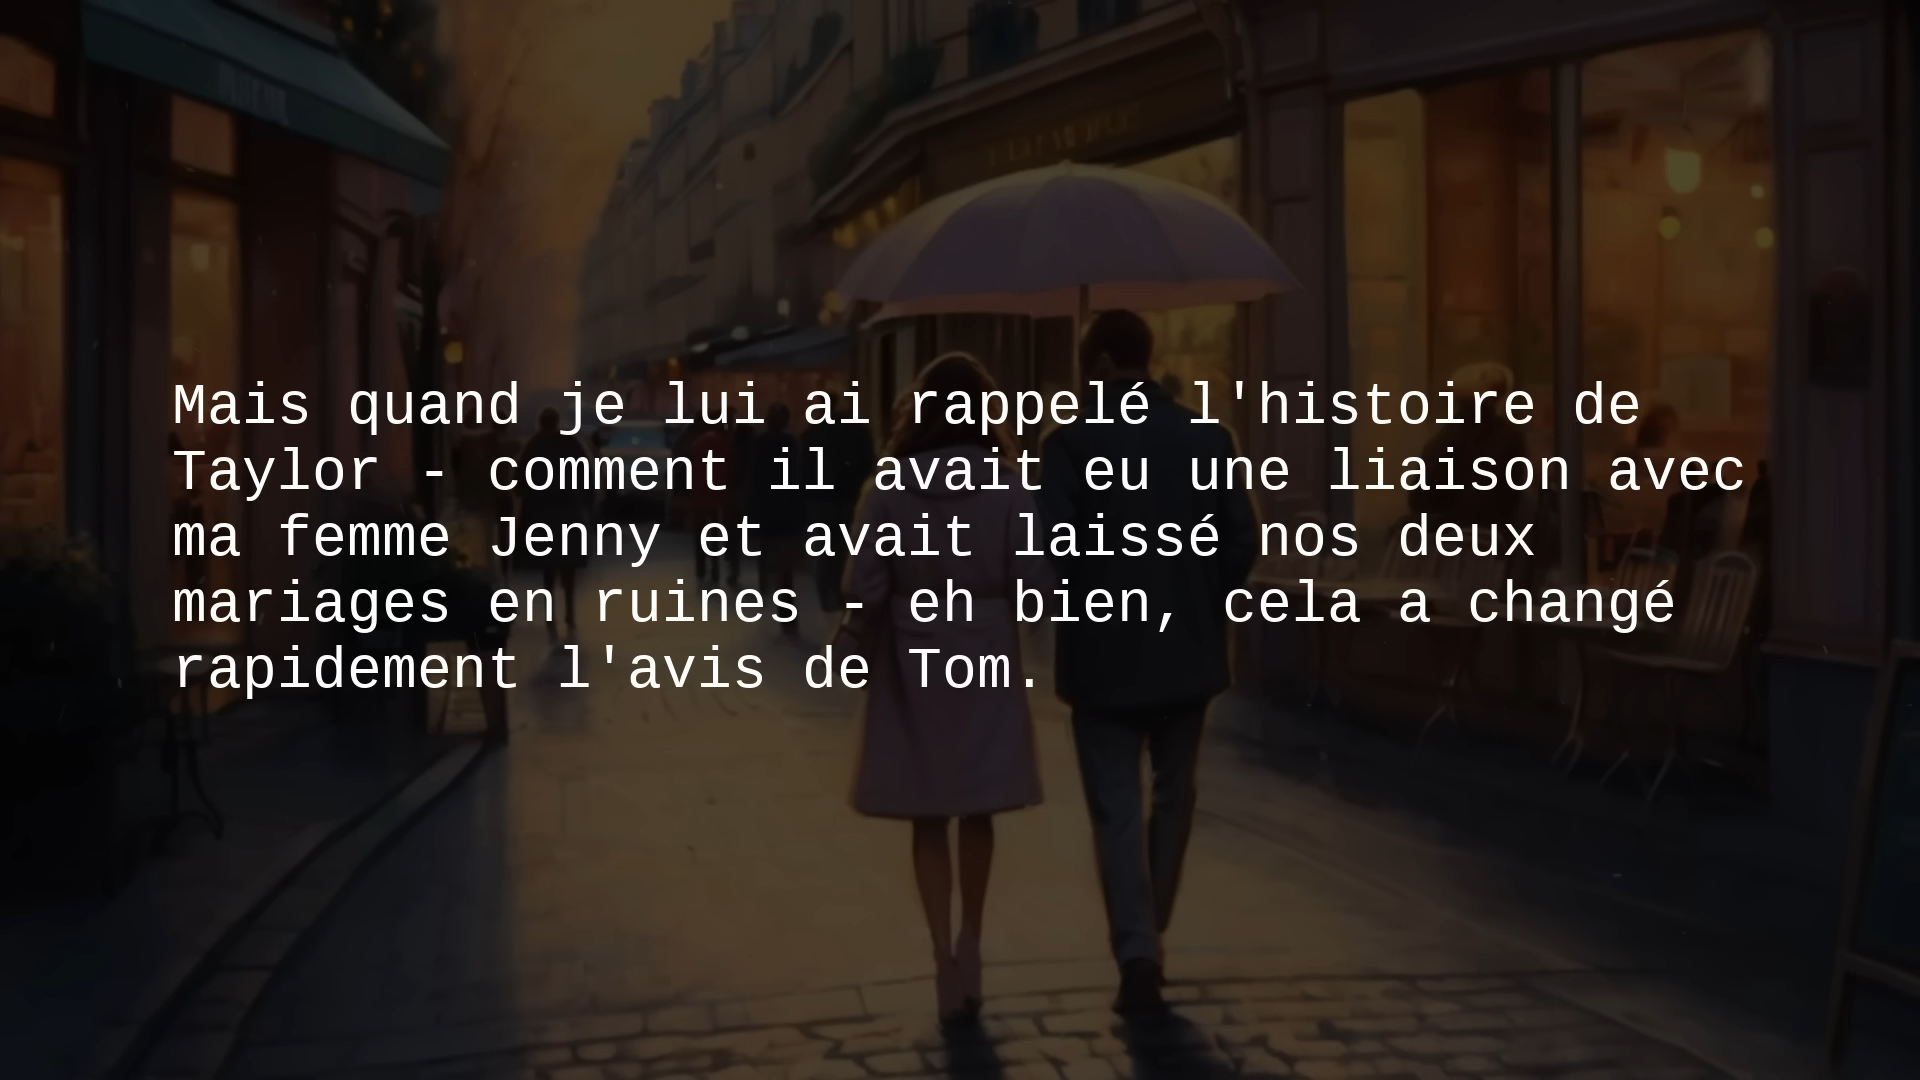 Mais quand je lui ai rappelé l'histoire de
Taylor - comment il avait eu une liaison avec
ma femme Jenny et avait laissé nos deux
mariages en ruines - eh bien, cela a changé
rapidement l'avis de Tom.